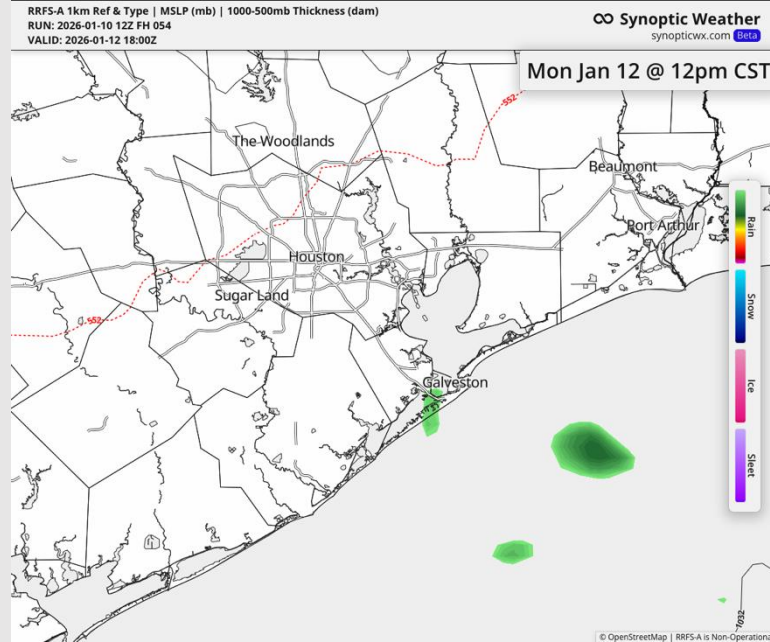 RRFS-A 1km Ref & Type | MSLP (mb) | 1000-500mb Thickness (dam)
RUN: 2026-01-10 12Z FH 054
VALID: 2026-01-12 18:00Z
Synoptic Weather
synopticwx.com Beta
Mon Jan 12 @ 12pm CST
552
The Woodlands
Beaumont
Port Arthur
Houston
Sugar Land
552
Galveston
Rain
Snow
Ice
Sleet
1032
© OpenStreetMap | RRFS-A is Non-Operationa